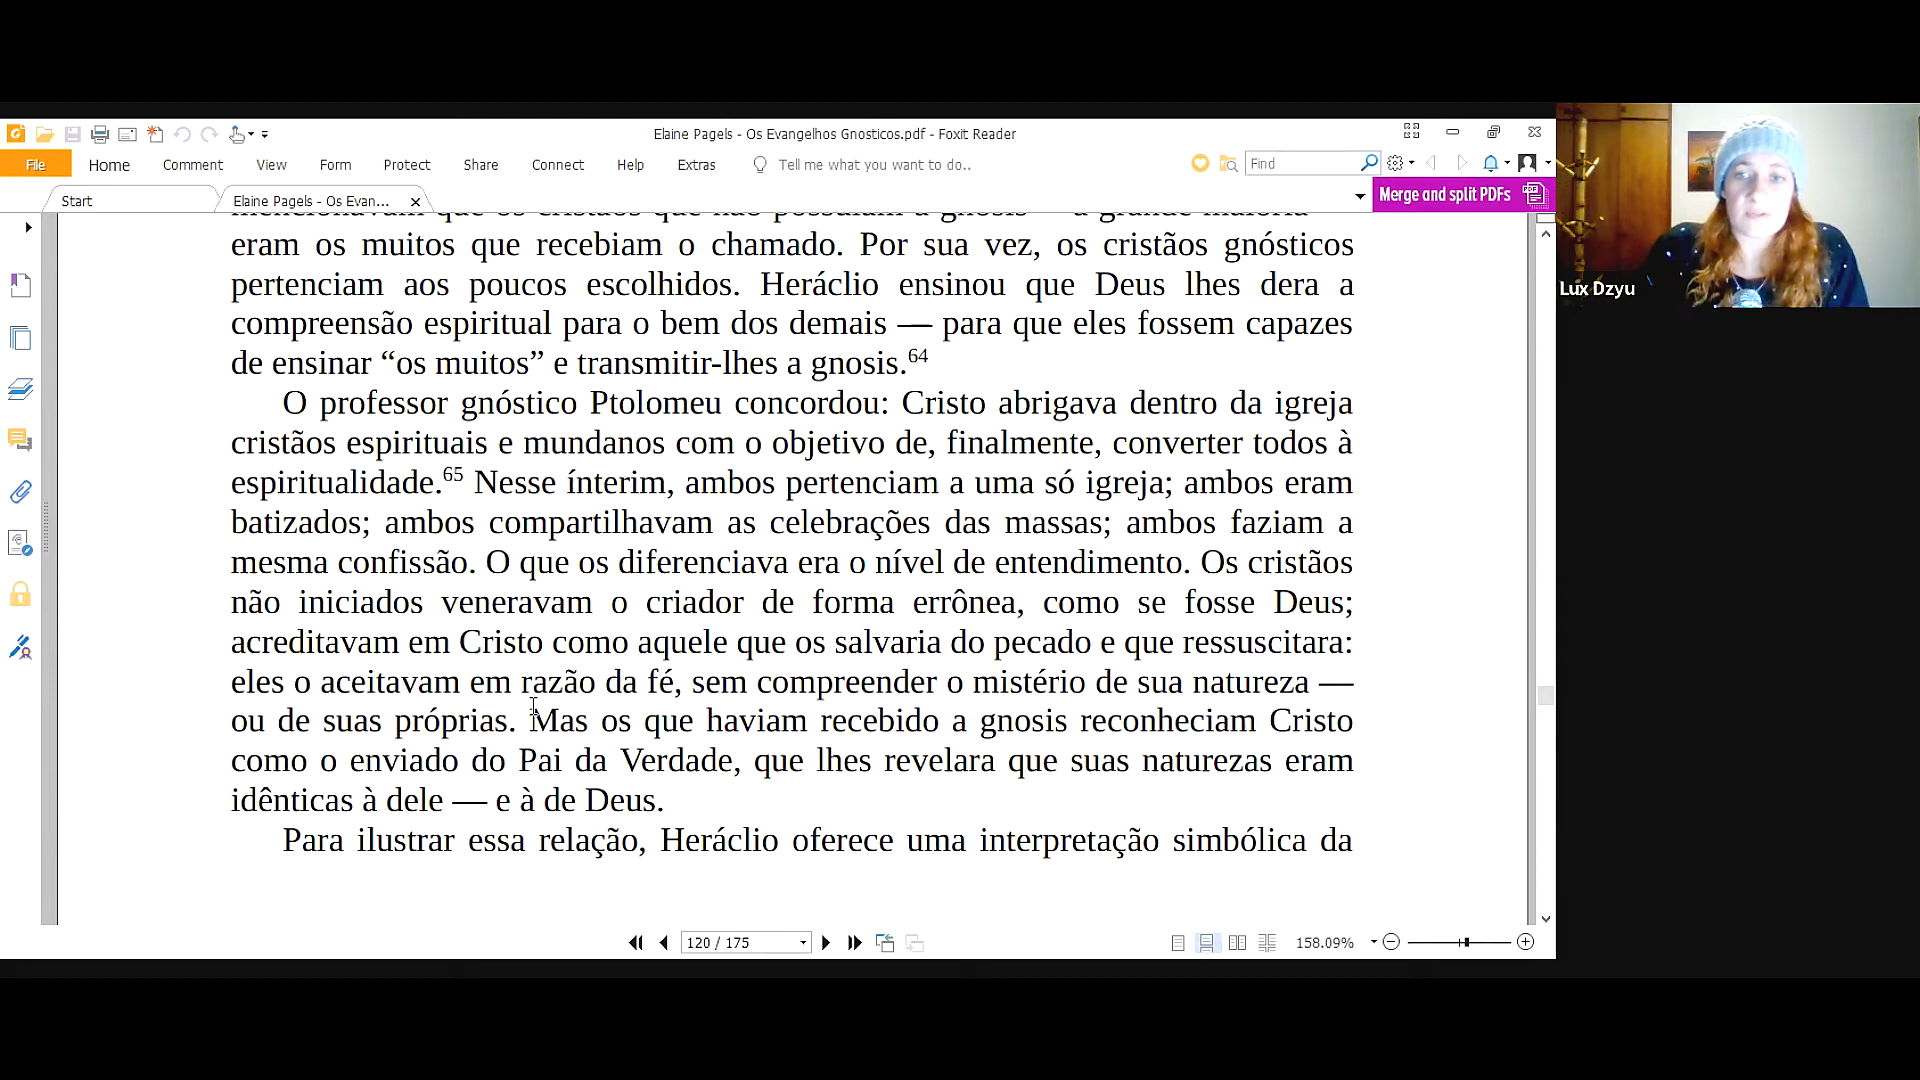 Elaine Pagels - Os Evangelhos Gnosticos.pdf - Foxit Reader
File Home Comment View Form Protect Share Connect Help Extras Tell me what you want to do.. Find
Start Elaine Pagels - Os Evan... Merge and split PDFs
mencionavam que os cristãos que não possuíam a gnosis — a grande maioria —
eram os muitos que recebiam o chamado. Por sua vez, os cristãos gnósticos
pertenciam aos poucos escolhidos. Heráclio ensinou que Deus lhes dera a
compreensão espiritual para o bem dos demais — para que eles fossem capazes
de ensinar “os muitos” e transmitir-lhes a gnosis.64
O professor gnóstico Ptolomeu concordou: Cristo abrigava dentro da igreja
cristãos espirituais e mundanos com o objetivo de, finalmente, converter todos à
espiritualidade.65 Nesse ínterim, ambos pertenciam a uma só igreja; ambos eram
batizados; ambos compartilhavam as celebrações das massas; ambos faziam a
mesma confissão. O que os diferenciava era o nível de entendimento. Os cristãos
não iniciados veneravam o criador de forma errônea, como se fosse Deus;
acreditavam em Cristo como aquele que os salvaria do pecado e que ressuscitara:
eles o aceitavam em razão da fé, sem compreender o mistério de sua natureza —
ou de suas próprias. Mas os que haviam recebido a gnosis reconheciam Cristo
como o enviado do Pai da Verdade, que lhes revelara que suas naturezas eram
idênticas à dele — e à de Deus.
Para ilustrar essa relação, Heráclio oferece uma interpretação simbólica da
120 / 175 158.09%
Lux Dzyu